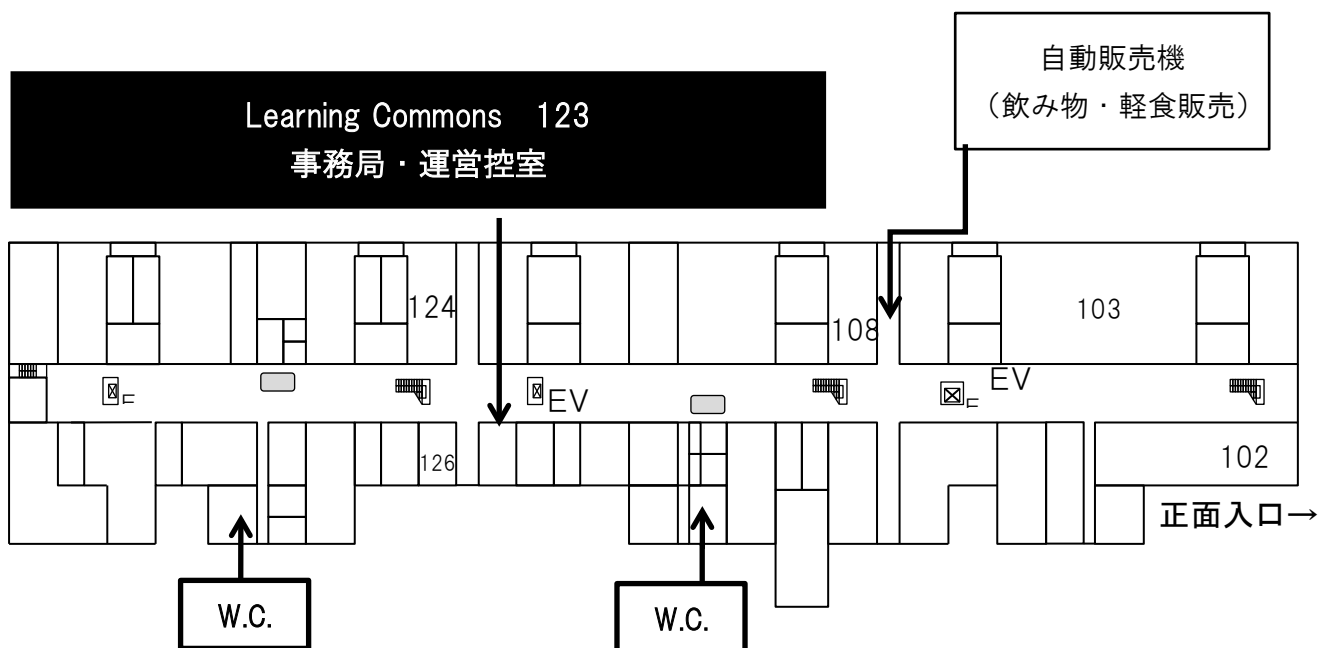 自動販売機
（飲み物・軽食販売）
Learning Commons　123
事務局・運営控室
124
108
103
EV
EV
126
102
正面入口→
W.C.
W.C.